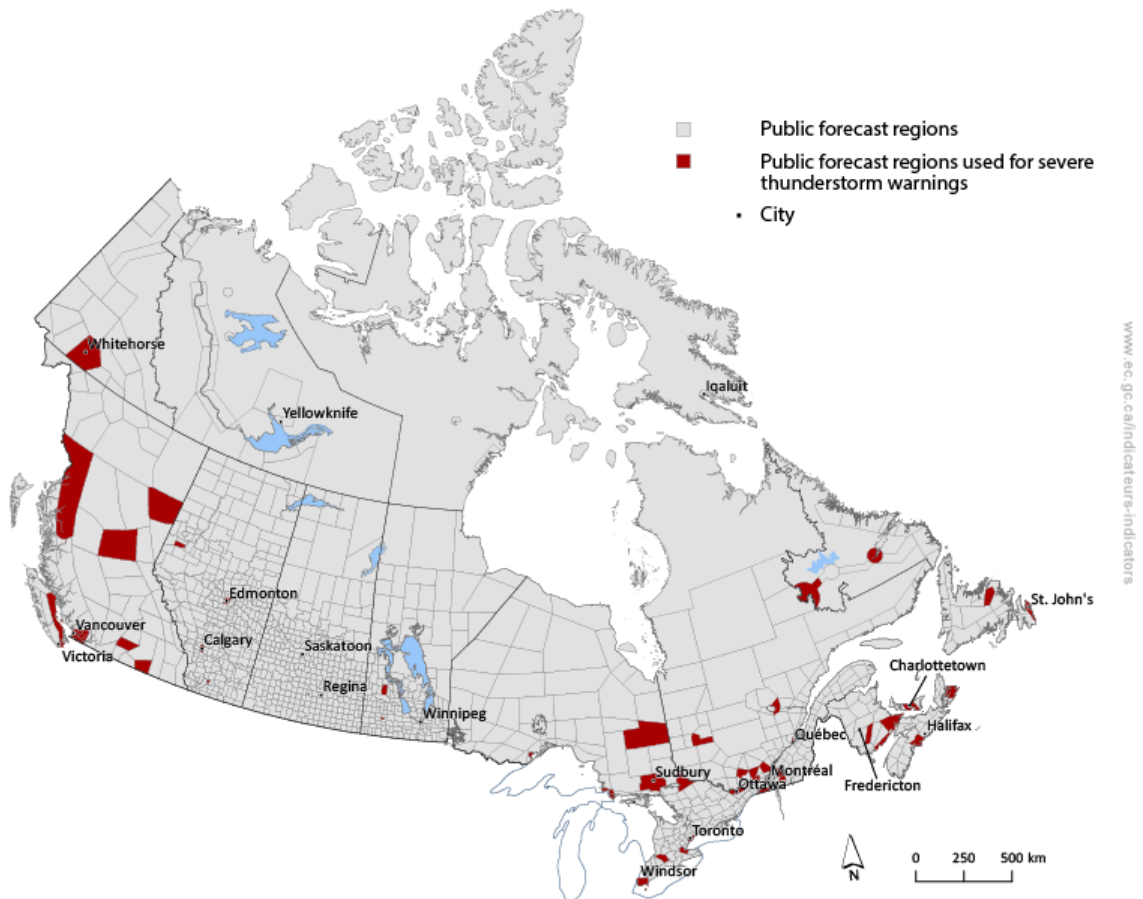 Public forecast regions
Public forecast regions used for severe
thunderstorm warnings
City
Whitehorse
Yellowknife
Iqaluit
Edmonton
Calgary
Saskatoon
Regina
Winnipeg
Vancouver
Victoria
St. John's
Charlottetown
Halifax
Fredericton
Québec
Montréal
Ottawa
Sudbury
Toronto
Windsor
N
0 250 500 km
www.ec.gc.ca/indicateurs-indicators